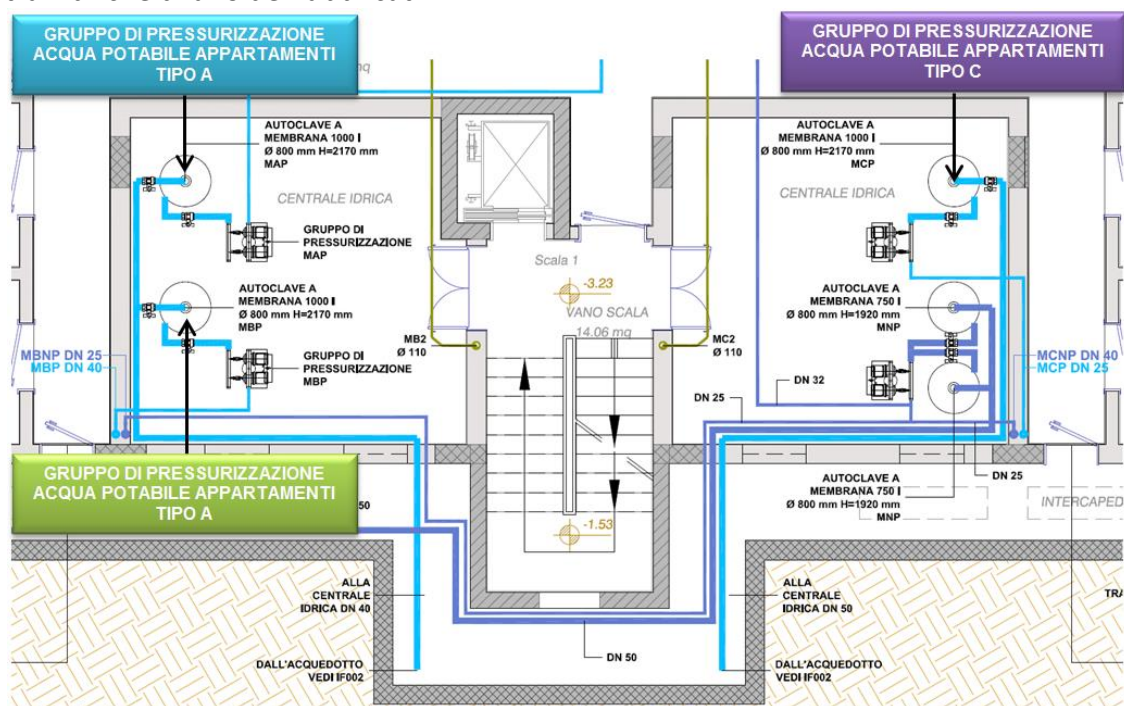 GRUPPO DI PRESSURIZZAZIONE
ACQUA POTABILE APPARTAMENTI
TIPO A
GRUPPO DI PRESSURIZZAZIONE
ACQUA POTABILE APPARTAMENTI
TIPO C
AUTOCLAVE A
MEMBRANA 1000 l
Ø 800 mm H=2170 mm
MAP
CENTRALE IDRICA
GRUPPO DI
PRESSURIZZAZIONE
MAP
AUTOCLAVE A
MEMBRANA 1000 l
Ø 800 mm H=2170 mm
MBP
GRUPPO DI
PRESSURIZZAZIONE
MBP
MBNP DN 25
MBP DN 40
MB2
Ø 110
Scala 1
-3.23
VANO SCALA
14.06 mq
MC2
Ø 110
AUTOCLAVE A
MEMBRANA 1000 l
Ø 800 mm H=2170 mm
MCP
CENTRALE IDRICA
AUTOCLAVE A
MEMBRANA 750 l
Ø 800 mm H=1920 mm
MNP
MCNP DN 40
MCP DN 25
DN 32
DN 25
DN 25
GRUPPO DI PRESSURIZZAZIONE
ACQUA POTABILE APPARTAMENTI
TIPO A
50
-1.53
AUTOCLAVE A
MEMBRANA 750 l
Ø 800 mm H=1920 mm
MNP
INTERCAPED
ALLA
CENTRALE
IDRICA DN 40
ALLA
CENTRALE
IDRICA DN 50
TRA
DN 50
DALL'ACQUEDOTTO
VEDI IF002
DALL'ACQUEDOTTO
VEDI IF002